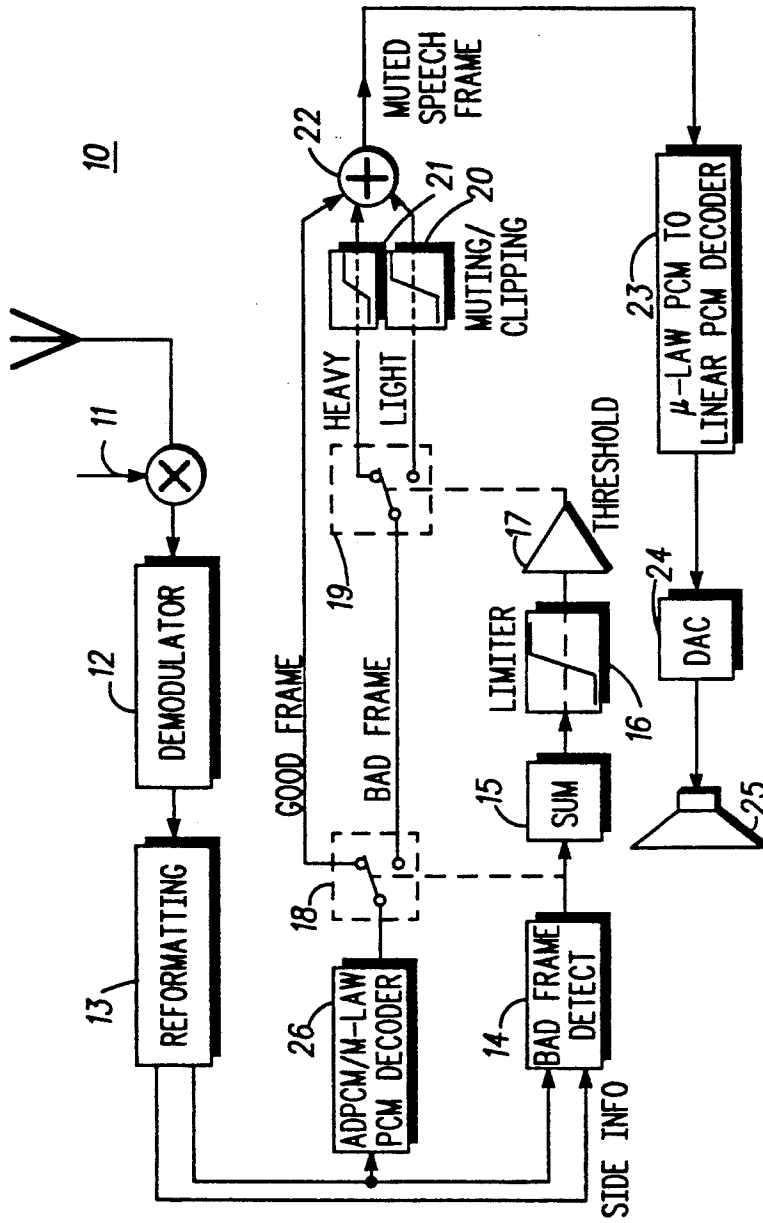 10
11
DEMODULATOR
12
REFORMATTING
13
GOOD FRAME
BAD FRAME
18
19
HEAVY
LIGHT
MUTING/
CLIPPING
20
21
22
MUTED
SPEECH
FRAME
ADPCM/M-LAW
PCM DECODER
26
BAD FRAME
DETECT
14
SIDE INFO
SUM
15
LIMITER
16
17
THRESHOLD
μ-LAW PCM TO
LINEAR PCM DECODER
23
DAC
24
25